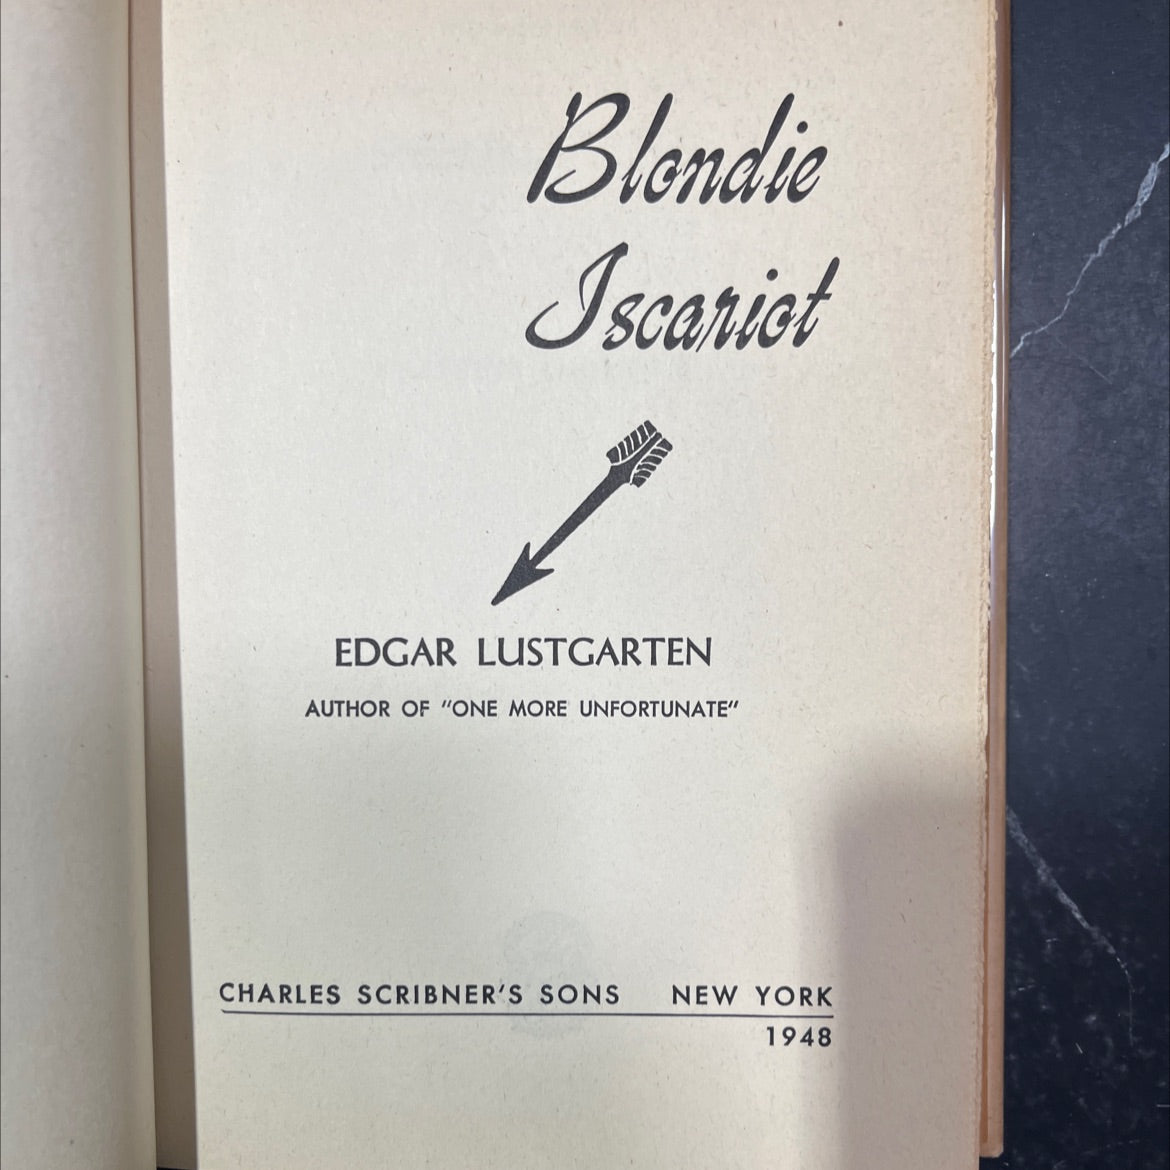 Blondie
Iscariot
EDGAR LUSTGARTEN
AUTHOR OF "ONE MORE UNFORTUNATE"
CHARLES SCRIBNER'S SONS NEW YORK
1948